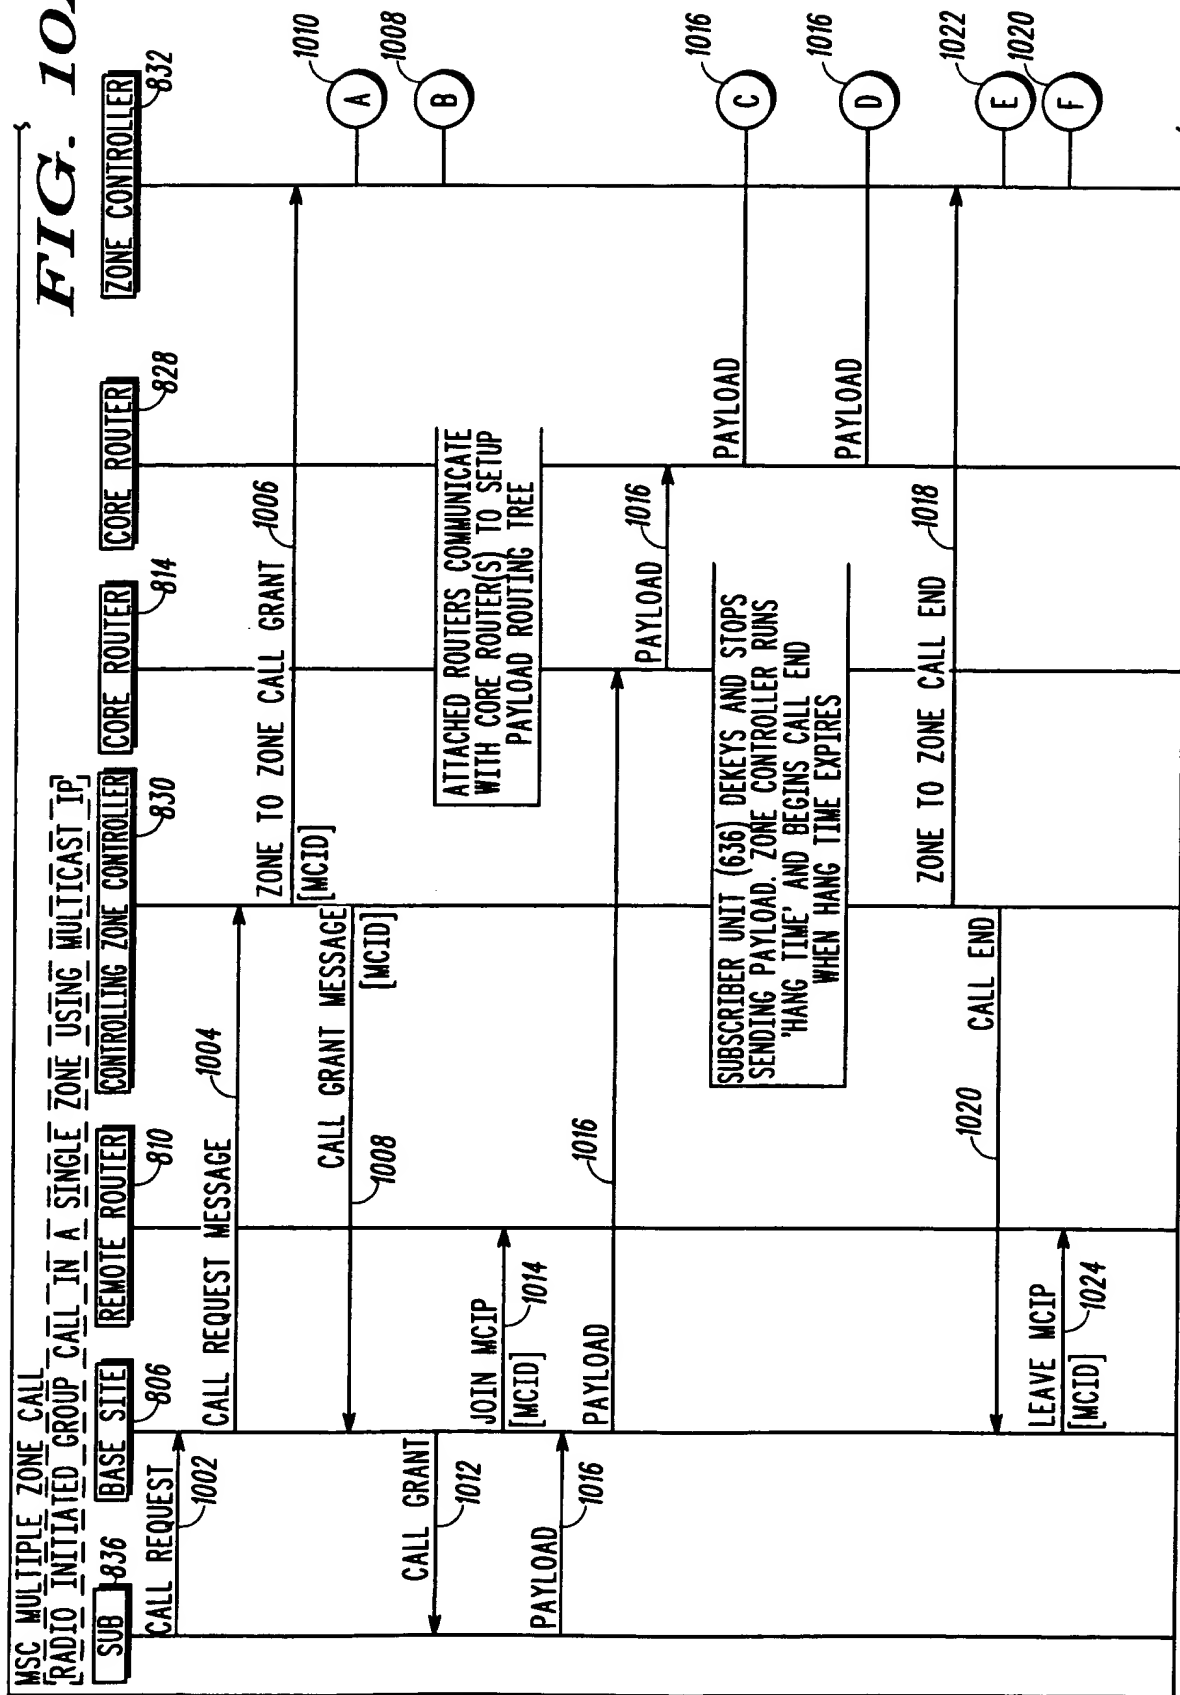 FIG. 10A
MSC MULTIPLE ZONE CALL
[RADIO INITIATED GROUP CALL IN A SINGLE ZONE USING MULTICAST IP]
SUB 836
BASE SITE 806
REMOTE ROUTER 810
CONTROLLING ZONE CONTROLLER 830
CORE ROUTER 814
CORE ROUTER 828
ZONE CONTROLLER 832
CALL REQUEST
1002
CALL REQUEST MESSAGE
1004
ZONE TO ZONE CALL GRANT
1006
[MCID]
A 1010
CALL GRANT MESSAGE
[MCID]
1008
B 1008
CALL GRANT
1012
ATTACHED ROUTERS COMMUNICATE
WITH CORE ROUTER(S) TO SETUP
PAYLOAD ROUTING TREE
JOIN MCIP
[MCID]
1014
PAYLOAD
1016
PAYLOAD
1016
PAYLOAD
1016
PAYLOAD
C 1016
SUBSCRIBER UNIT (636) DEKEYS AND STOPS
SENDING PAYLOAD. ZONE CONTROLLER RUNS
'HANG TIME' AND BEGINS CALL END
WHEN HANG TIME EXPIRES
PAYLOAD
D 1016
ZONE TO ZONE CALL END
1018
CALL END
1020
E 1022
LEAVE MCIP
[MCID]
1024
F 1020